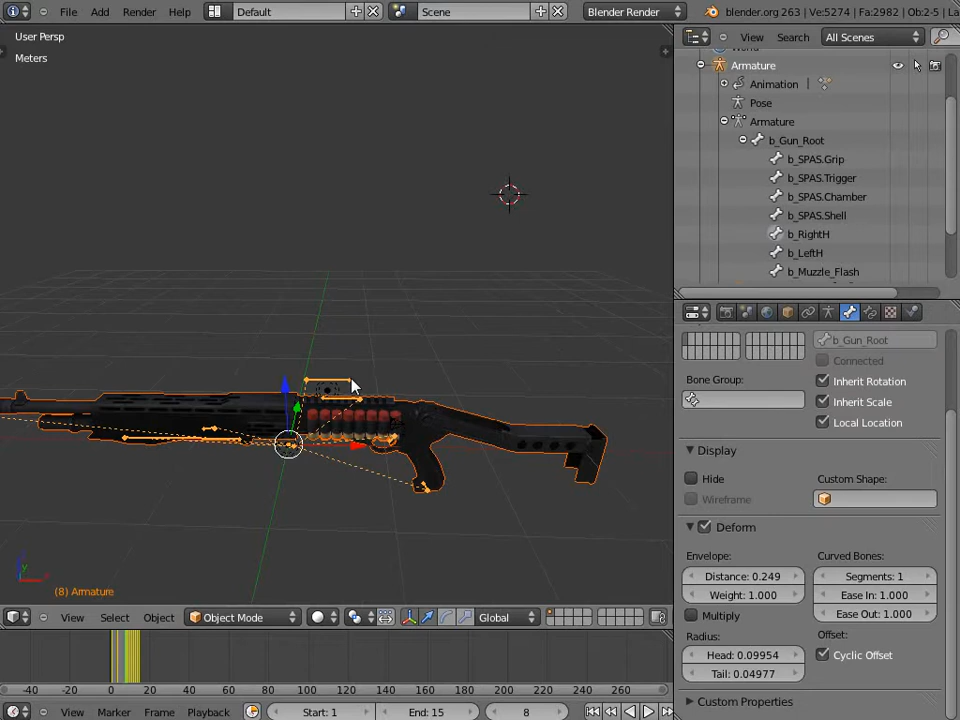 File Add Render Help Default Scene Blender Render blender.org 263 | Ve:5274 | Fa:2982 | Ob:2-5 | La
User Persp
Meters
View Search All Scenes
Armature
Animation
Pose
Armature
b_Gun_Root
b_SPAS.Grip
b_SPAS.Trigger
b_SPAS.Chamber
b_SPAS.Shell
b_RightH
b_LeftH
b_Muzzle_Flash
b_Gun_Root
Connected
Bone Group:
Inherit Rotation
Inherit Scale
Local Location
Display
Hide
Custom Shape:
Wireframe
Deform
Envelope:
Curved Bones:
Distance: 0.249
Segments: 1
Weight: 1.000
Ease In: 1.000
Multiply
Ease Out: 1.000
Radius:
Offset:
Head: 0.09954
Cyclic Offset
Tail: 0.04977
Custom Properties
(8) Armature
View Select Object Object Mode Global
-40 -20 0 20 40 60 80 100 120 140 160 180 200 220 240 260
View Marker Frame Playback Start: 1 End: 15 8